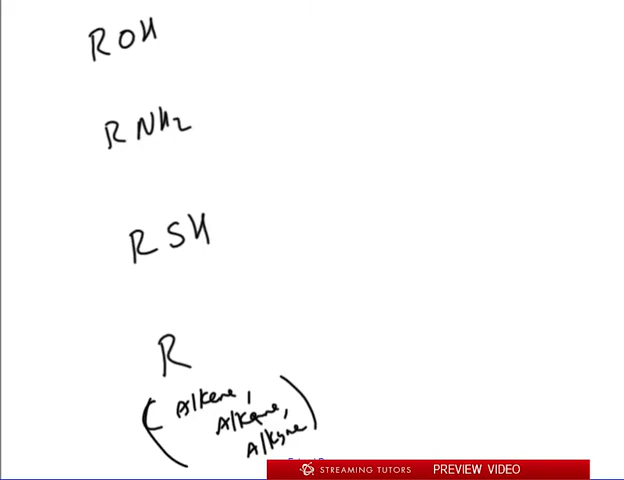 ROH
RNH2
RSH
R
(Alkene,
Alkane,
Alkyne)
STREAMING TUTORS PREVIEW VIDEO